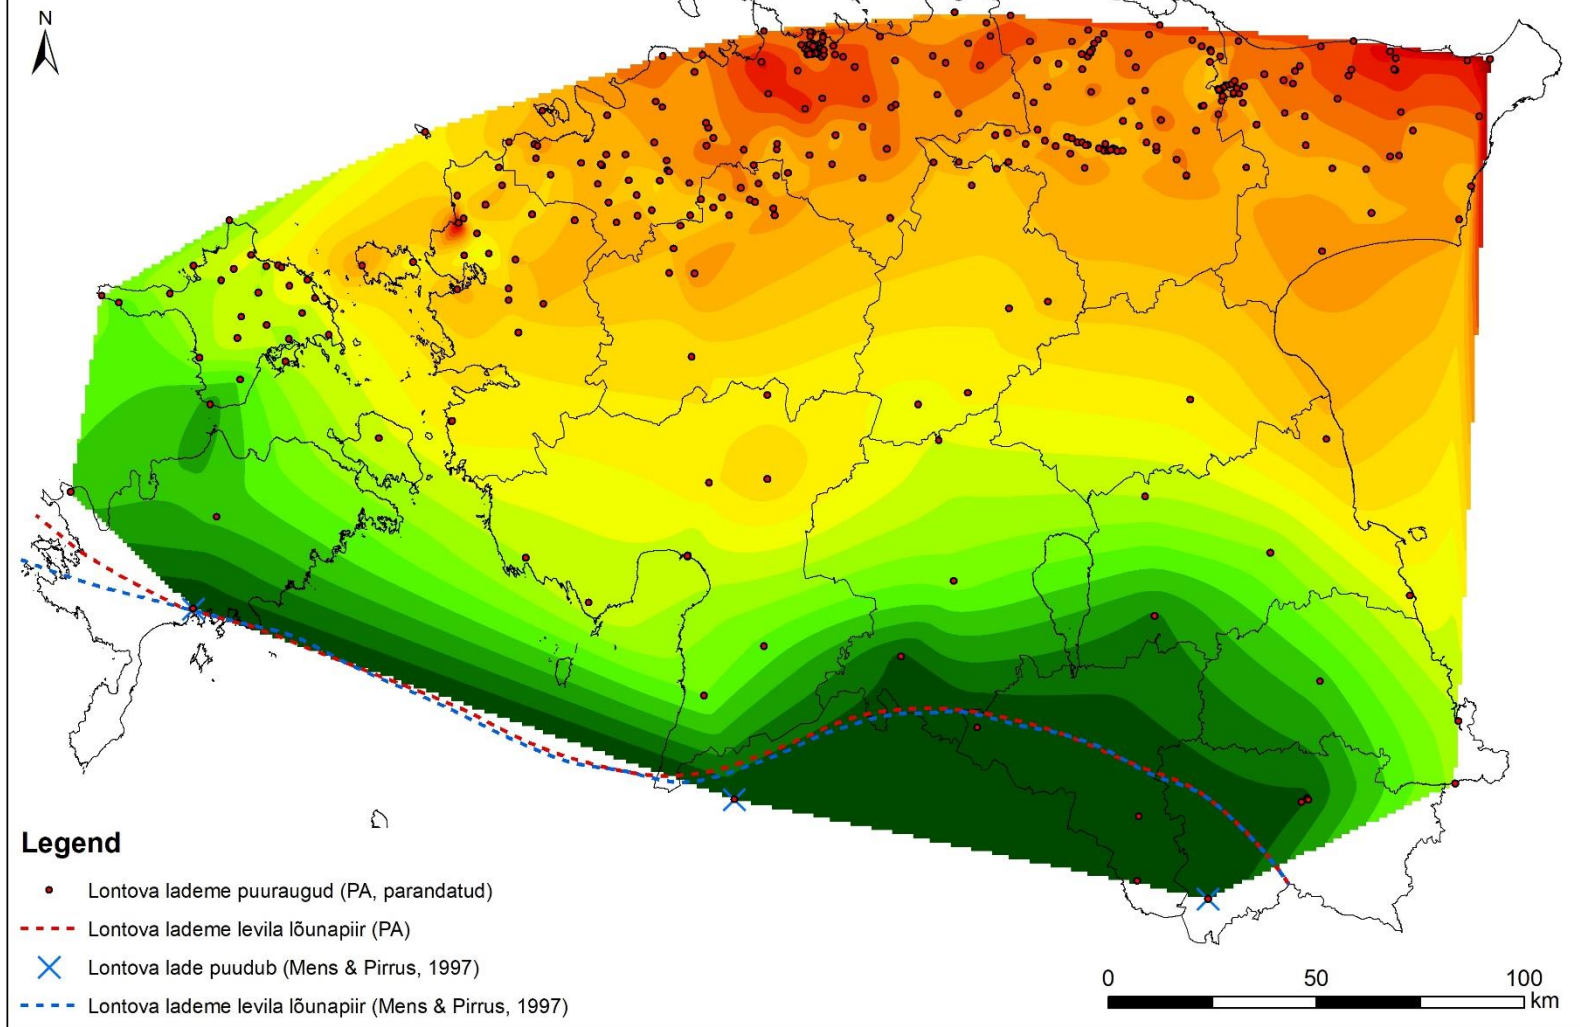 N
Legend
Lontova lademe puuraugud (PA, parandatud)
Lontova lademe levila lõunapiir (PA)
Lontova lade puudub (Mens & Pirrus, 1997)
Lontova lademe levila lõunapiir (Mens & Pirrus, 1997)
0 50 100
km